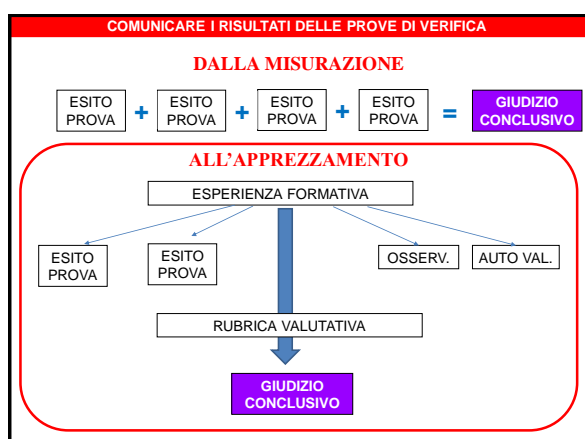 COMUNICARE I RISULTATI DELLE PROVE DI VERIFICA
DALLA MISURAZIONE
ESITO
PROVA
+
ESITO
PROVA
+
ESITO
PROVA
+
ESITO
PROVA
=
GIUDIZIO
CONCLUSIVO
ALL'APPREZZAMENTO
ESPERIENZA FORMATIVA
ESITO
PROVA
ESITO
PROVA
OSSERV.
AUTO VAL.
RUBRICA VALUTATIVA
GIUDIZIO
CONCLUSIVO